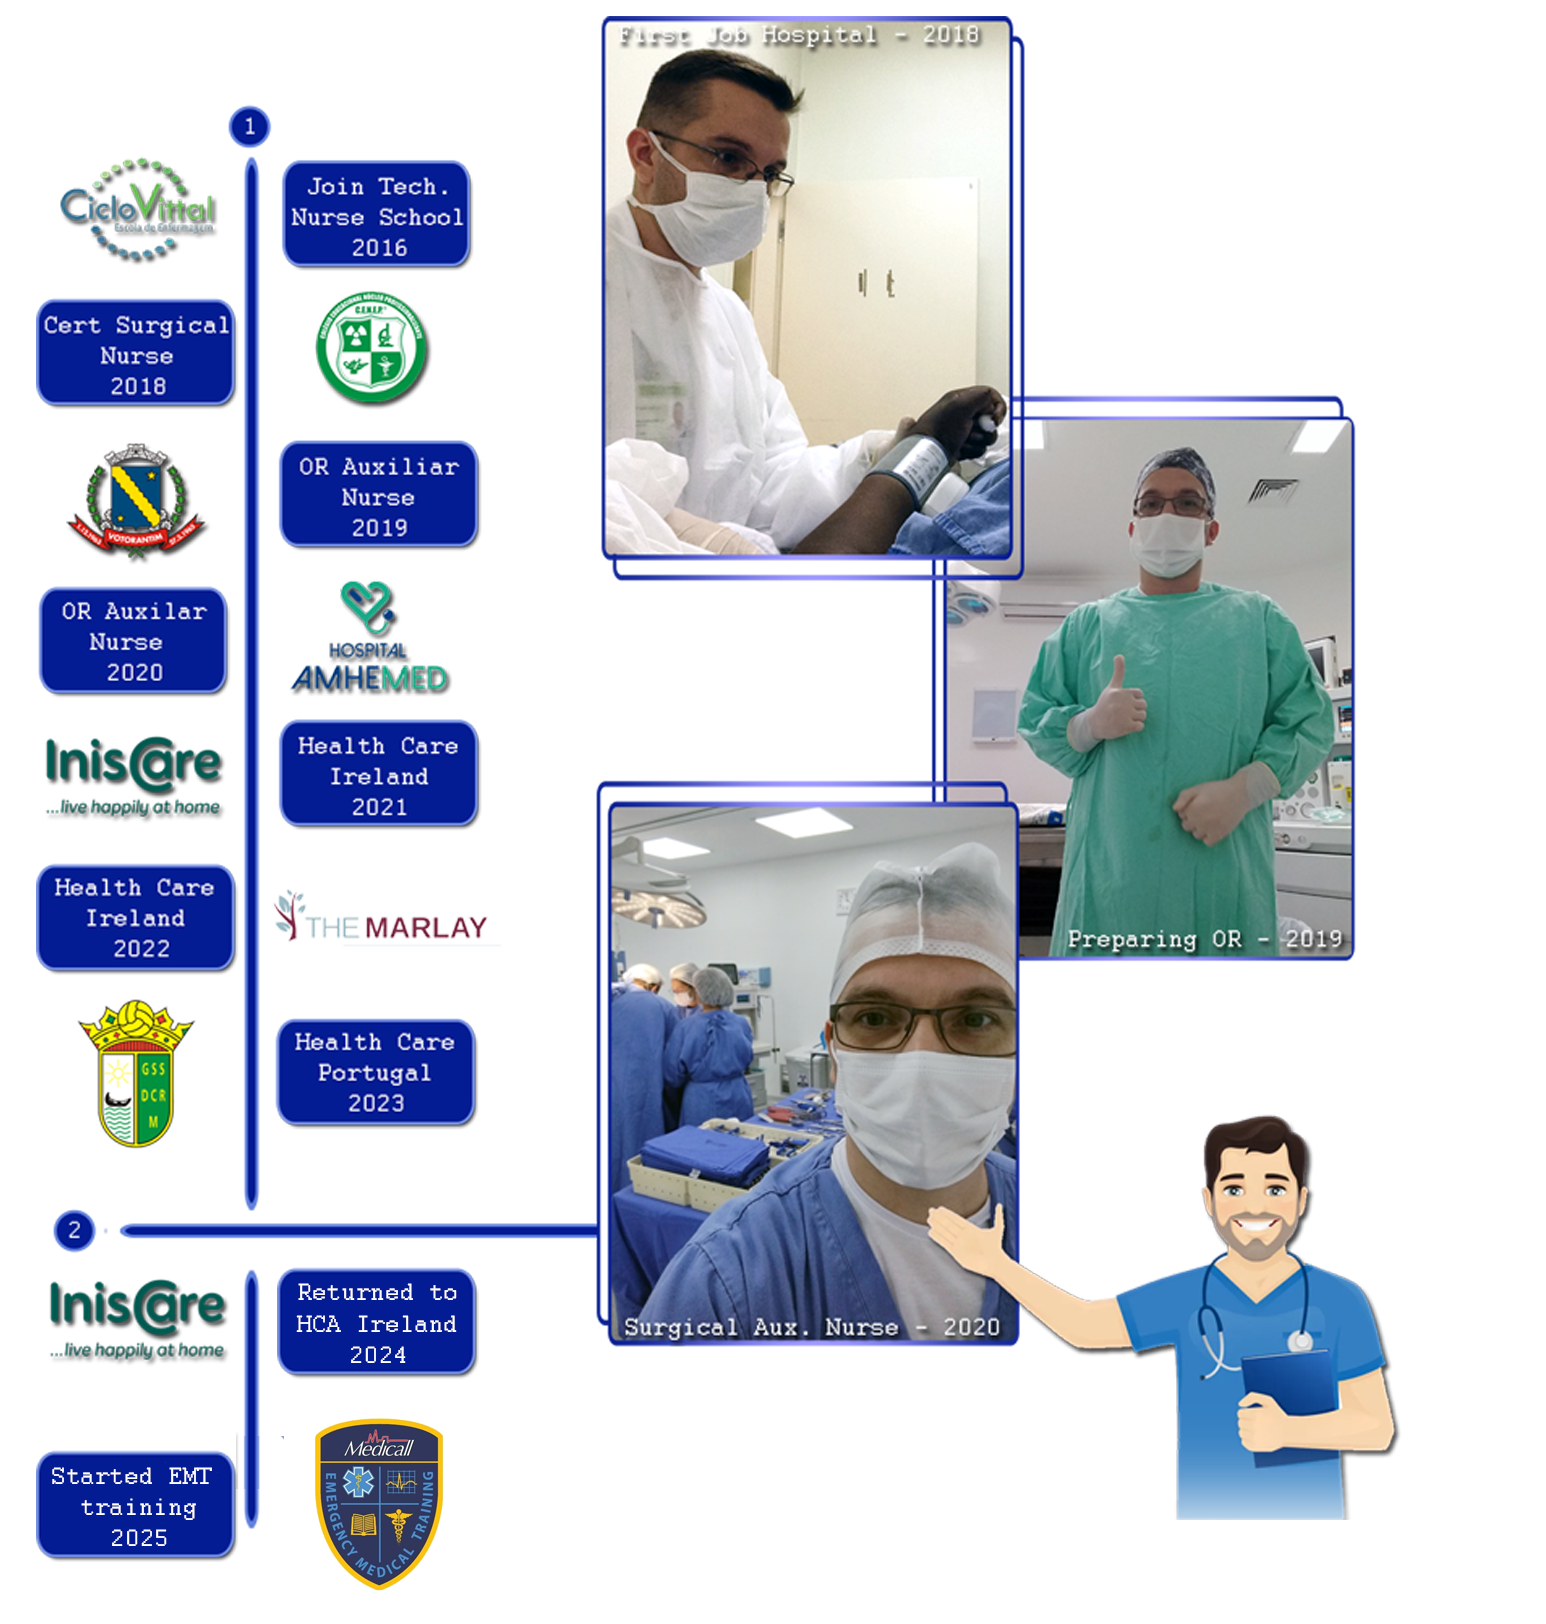 1
CicloVittal
Escola de Enfermagem
Join Tech.
Nurse School
2016
Cert Surgical
Nurse
2018
COLÉGIO EDUCACIONAL NÚCLEO PROFISSIONALIZANTE
C.E.N.E.P.
VOTORANTIM
OR Auxiliar
Nurse
2019
OR Auxilar
Nurse
2020
HOSPITAL
AMHEMED
InisCare
...live happily at home
Health Care
Ireland
2021
Health Care
Ireland
2022
THE MARLAY
GSS
DCR
M
Health Care
Portugal
2023
2
InisCare
...live happily at home
Returned to
HCA Ireland
2024
Started EMT
training
2025
Medicall
EMERGENCY MEDICAL TRAINING
First Job Hospital - 2018
Preparing OR - 2019
Surgical Aux. Nurse - 2020